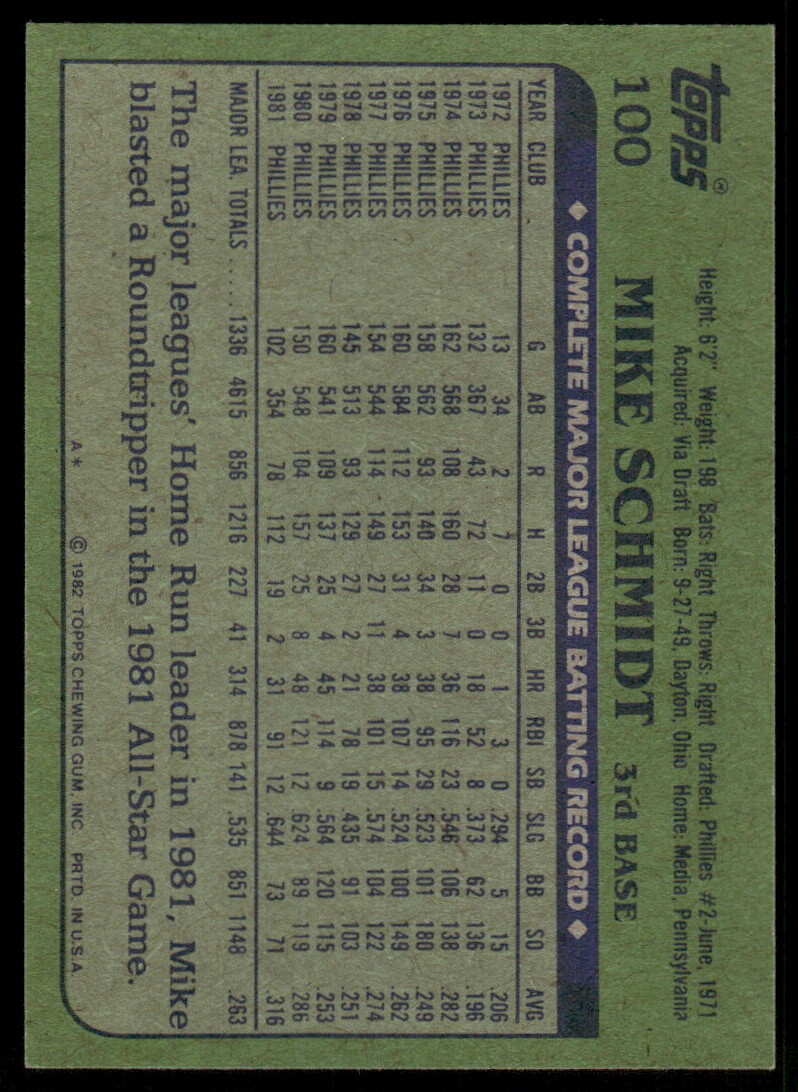 topps®
100 MIKE SCHMIDT 3rd BASE
Height: 6'2" Weight: 198 Bats: Right Throws: Right Drafted: Phillies #2-June, 1971
Acquired: Via Draft Born: 9-27-49, Dayton, Ohio Home: Media, Pennsylvania
◆ COMPLETE MAJOR LEAGUE BATTING RECORD ◆
YEAR CLUB G AB R H 2B 3B HR RBI SB SLG BB SO AVG
1972 PHILLIES 13 34 2 7 0 0 1 3 0 .294 5 15 .206
1973 PHILLIES 132 367 43 72 11 0 18 52 8 .373 62 136 .196
1974 PHILLIES 162 568 108 160 28 7 36 116 23 .546 106 138 .282
1975 PHILLIES 158 562 93 140 34 3 38 95 29 .523 101 180 .249
1976 PHILLIES 160 584 112 153 31 4 38 107 14 .524 100 149 .262
1977 PHILLIES 154 544 114 149 27 11 38 101 15 .574 104 122 .274
1978 PHILLIES 145 513 93 129 27 2 21 78 19 .435 91 103 .251
1979 PHILLIES 160 541 109 137 25 4 45 114 9 .564 120 115 .253
1980 PHILLIES 150 548 104 157 25 8 48 121 12 .624 89 119 .286
1981 PHILLIES 102 354 78 112 19 2 31 91 12 .644 73 71 .316
MAJOR LEA. TOTALS ..... 1336 4615 856 1216 227 41 314 878 141 .535 851 1148 .263
The major leagues' Home Run leader in 1981, Mike
blasted a Roundtripper in the 1981 All-Star Game.
A* © 1982 TOPPS CHEWING GUM, INC. PRTD. IN U.S.A.